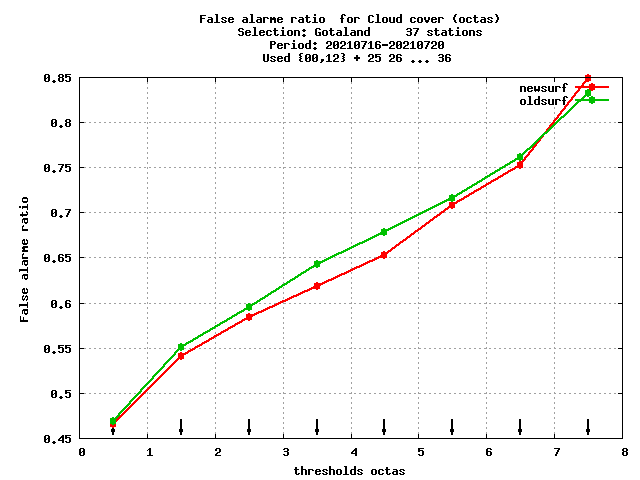 False alarme ratio  for Cloud cover (octas)
Selection: Gotaland     37 stations
Period: 20210716-20210720
Used {00,12} + 25 26 ... 36
newsurf
oldsurf
0.85
0.8
0.75
0.7
0.65
0.6
0.55
0.5
0.45
False alarme ratio
0 1 2 3 4 5 6 7 8
thresholds octas